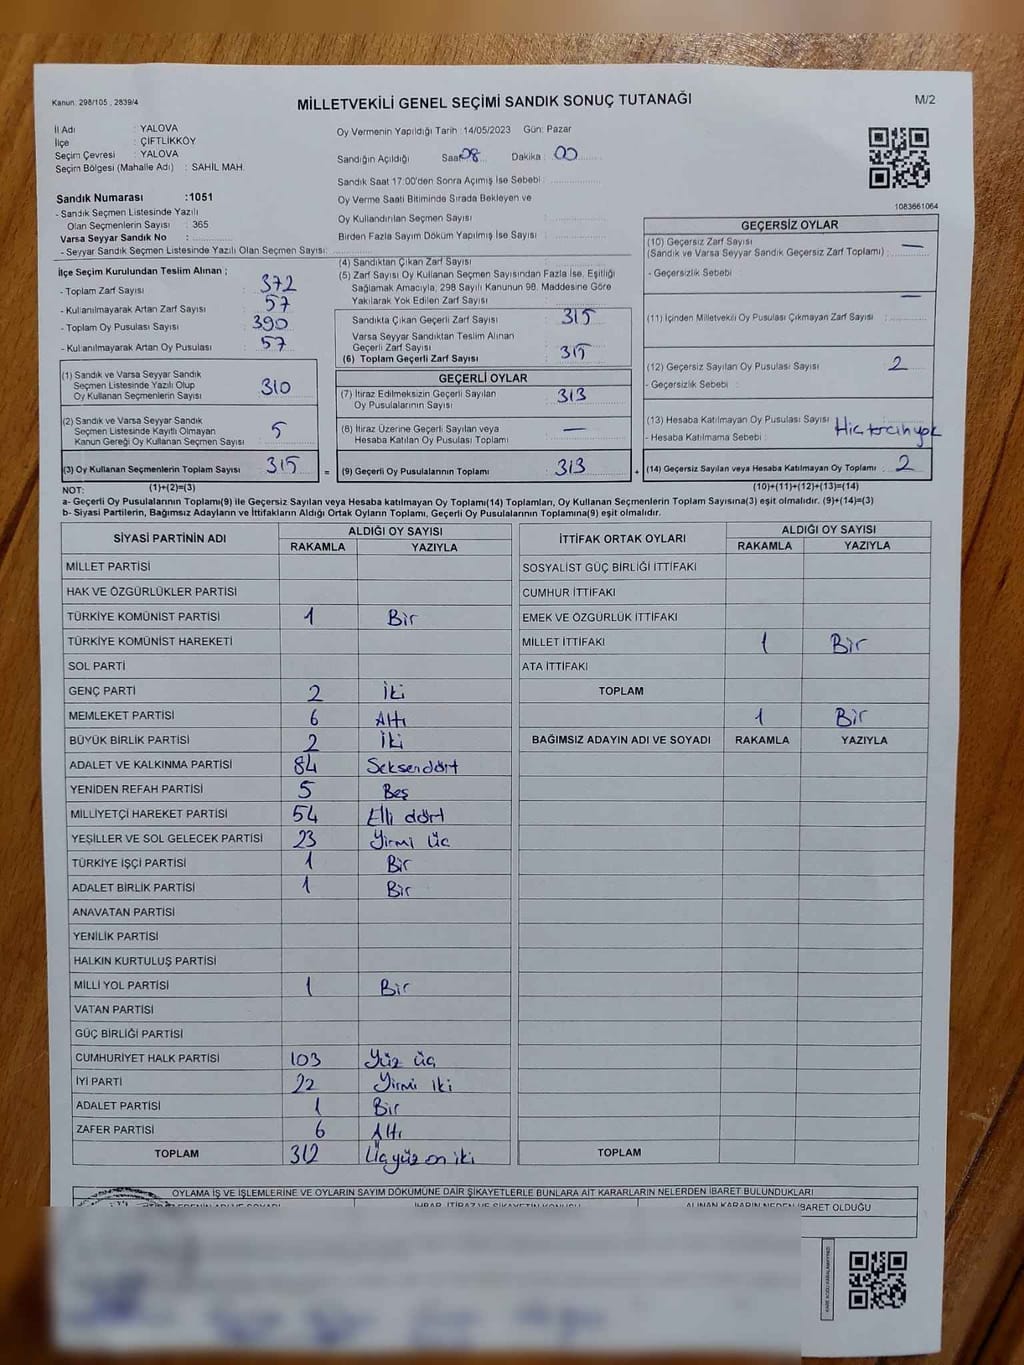 Kanun: 298/105 , 2839/4
MİLLETVEKİLİ GENEL SEÇİMİ SANDIK SONUÇ TUTANAĞI
M/2
İl Adı : YALOVA
İlçe : ÇİFTLİKKÖY
Seçim Çevresi : YALOVA
Seçim Bölgesi (Mahalle Adı) : SAHİL MAH.
Oy Vermenin Yapıldığı Tarih :14/05/2023 Gün: Pazar
Sandığın Açıldığı Saat 08 Dakika : 00
Sandık Saat 17:00'den Sonra Açımış İse Sebebi :
Oy Verme Saati Bitiminde Sırada Bekleyen ve
Oy Kullandırılan Seçmen Sayısı :
Birden Fazla Sayım Döküm Yapılmış İse Sayısı :
1083661064
Sandık Numarası :1051
- Sandık Seçmen Listesinde Yazılı
Olan Seçmenlerin Sayısı : 365
Varsa Seyyar Sandık No :
- Seyyar Sandık Seçmen Listesinde Yazılı Olan Seçmen Sayısı:
İlçe Seçim Kurulundan Teslim Alınan ;
- Toplam Zarf Sayısı : 372
- Kullanılmayarak Artan Zarf Sayısı : 57
- Toplam Oy Pusulası Sayısı : 390
- Kullanılmayarak Artan Oy Pusulası : 57
(1) Sandık ve Varsa Seyyar Sandık
Seçmen Listesinde Yazılı Olup
Oy Kullanan Seçmenlerin Sayısı : 310
(2) Sandık ve Varsa Seyyar Sandık
Seçmen Listesinde Kayıtlı Olmayan
Kanun Gereği Oy Kullanan Seçmen Sayısı : 5
(3) Oy Kullanan Seçmenlerin Toplam Sayısı : 315
(1)+(2)=(3)
(4) Sandıktan Çıkan Zarf Sayısı :
(5) Zarf Sayısı Oy Kullanan Seçmen Sayısından Fazla İse, Eşitliği
Sağlamak Amacıyla, 298 Sayılı Kanunun 98. Maddesine Göre
Yakılarak Yok Edilen Zarf Sayısı :
Sandıkta Çıkan Geçerli Zarf Sayısı : 315
Varsa Seyyar Sandıktan Teslim Alınan
Geçerli Zarf Sayısı :
(6) Toplam Geçerli Zarf Sayısı : 315
GEÇERLİ OYLAR
(7) İtiraz Edilmeksizin Geçerli Sayılan
Oy Pusulalarının Sayısı : 313
(8) İtiraz Üzerine Geçerli Sayılan veya
Hesaba Katılan Oy Pusulası Toplamı : —
= (9) Geçerli Oy Pusulalarının Toplamı : 313
GEÇERSİZ OYLAR
(10) Geçersiz Zarf Sayısı
(Sandık ve Varsa Seyyar Sandık Geçersiz Zarf Toplamı) : —
- Geçersizlik Sebebi :
—
(11) İçinden Milletvekili Oy Pusulası Çıkmayan Zarf Sayısı :
(12) Geçersiz Sayılan Oy Pusulası Sayısı : 2
- Geçersizlik Sebebi :
(13) Hesaba Katılmayan Oy Pusulası Sayısı :
- Hesaba Katılmama Sebebi : Hiç tercih yok
+ (14) Geçersiz Sayılan veya Hesaba Katılmayan Oy Toplamı : 2
(10)+(11)+(12)+(13)=(14)
NOT:
a- Geçerli Oy Pusulalarının Toplamı(9) ile Geçersiz Sayılan veya Hesaba katılmayan Oy Toplamı(14) Toplamları, Oy Kullanan Seçmenlerin Toplam Sayısına(3) eşit olmalıdır. (9)+(14)=(3)
b- Siyasi Partilerin, Bağımsız Adayların ve İttifakların Aldığı Ortak Oyların Toplamı, Geçerli Oy Pusulalarının Toplamına(9) eşit olmalıdır.
SİYASİ PARTİNİN ADI ALDIĞI OY SAYISI
RAKAMLA YAZIYLA
MİLLET PARTİSİ
HAK VE ÖZGÜRLÜKLER PARTİSİ
TÜRKİYE KOMÜNİST PARTİSİ 1 Bir
TÜRKİYE KOMÜNİST HAREKETİ
SOL PARTİ
GENÇ PARTİ 2 İki
MEMLEKET PARTİSİ 6 Altı
BÜYÜK BİRLİK PARTİSİ 2 İki
ADALET VE KALKINMA PARTİSİ 84 Seksendört
YENİDEN REFAH PARTİSİ 5 Beş
MİLLİYETÇİ HAREKET PARTİSİ 54 Elli dört
YEŞİLLER VE SOL GELECEK PARTİSİ 23 Yirmi üç
TÜRKİYE İŞÇİ PARTİSİ 1 Bir
ADALET BİRLİK PARTİSİ 1 Bir
ANAVATAN PARTİSİ
YENİLİK PARTİSİ
HALKIN KURTULUŞ PARTİSİ
MİLLİ YOL PARTİSİ 1 Bir
VATAN PARTİSİ
GÜÇ BİRLİĞİ PARTİSİ
CUMHURİYET HALK PARTİSİ 103 Yüz üç
İYİ PARTİ 22 Yirmi iki
ADALET PARTİSİ 1 Bir
ZAFER PARTİSİ 6 Altı
TOPLAM 312 Üçyüz on iki
İTTİFAK ORTAK OYLARI ALDIĞI OY SAYISI
RAKAMLA YAZIYLA
SOSYALİST GÜÇ BİRLİĞİ İTTİFAKI
CUMHUR İTTİFAKI
EMEK VE ÖZGÜRLÜK İTTİFAKI
MİLLET İTTİFAKI 1 Bir
ATA İTTİFAKI
TOPLAM
1 Bir
BAĞIMSIZ ADAYIN ADI VE SOYADI RAKAMLA YAZIYLA
TOPLAM
OYLAMA İŞ VE İŞLEMLERİNE VE OYLARIN SAYIM DÖKÜMÜNE DAİR ŞİKAYETLERLE BUNLARA AİT KARARLARIN NELERDEN İBARET BULUNDUKLARI
İHBAR, İTİRAZ VE ŞİKAYETİN KONUSU ALINAN KARARIN NEDEN İBARET OLDUĞU